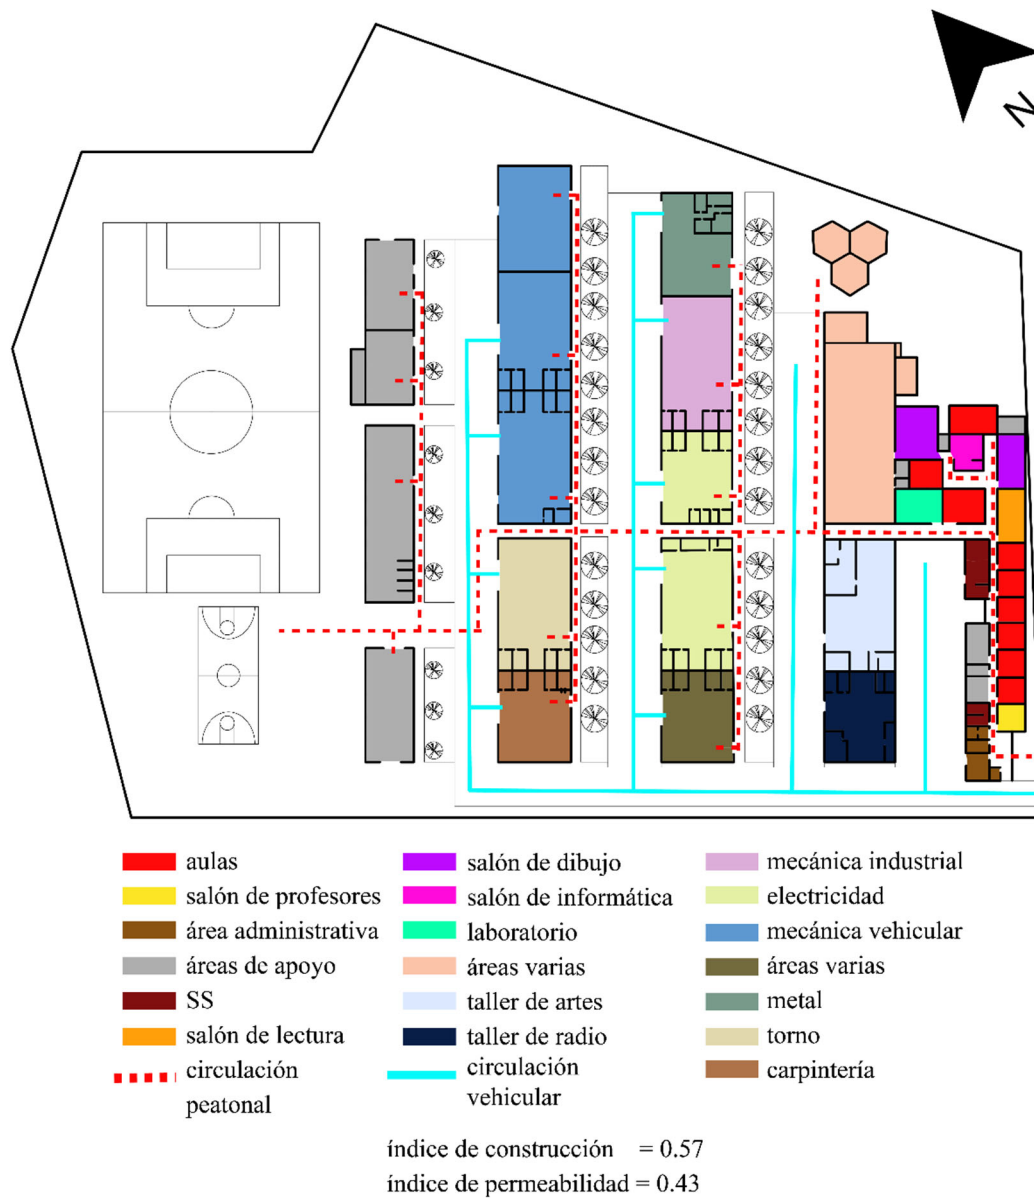 N
aulas
salón de profesores
área administrativa
áreas de apoyo
SS
salón de lectura
circulación
peatonal
salón de dibujo
salón de informática
laboratorio
áreas varias
taller de artes
taller de radio
circulación
vehicular
mecánica industrial
electricidad
mecánica vehicular
áreas varias
metal
torno
carpintería
índice de construcción = 0.57
índice de permeabilidad = 0.43